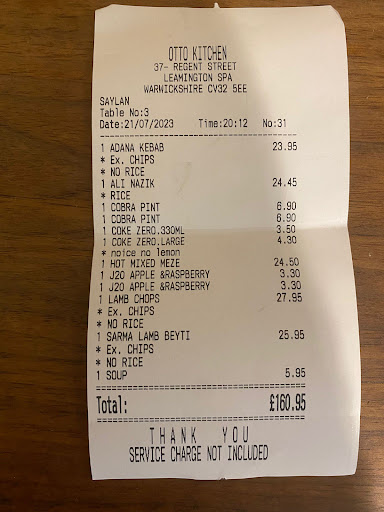 OTTO KITCHEN
37- REGENT STREET
LEAMINGTON SPA
WARWICKSHIRE CV32 5EE
SAYLAN
Table No:3
Date:21/07/2023 Time:20:12 No:31
1 ADANA KEBAB 23.95
* Ex. CHIPS
* NO RICE
1 ALI NAZIK 24.45
* RICE
1 COBRA PINT 6.90
1 COBRA PINT 6.90
1 COKE ZERO.330ML 3.50
1 COKE ZERO.LARGE 4.30
* noice no lemon
1 HOT MIXED MEZE 24.50
1 J20 APPLE &RASPBERRY 3.30
1 J20 APPLE &RASPBERRY 3.30
1 LAMB CHOPS 27.95
* Ex. CHIPS
* NO RICE
1 SARMA LAMB BEYTI 25.95
* Ex. CHIPS
* NO RICE
1 SOUP 5.95
Total: £160.95
THANK YOU
SERVICE CHARGE NOT INCLUDED